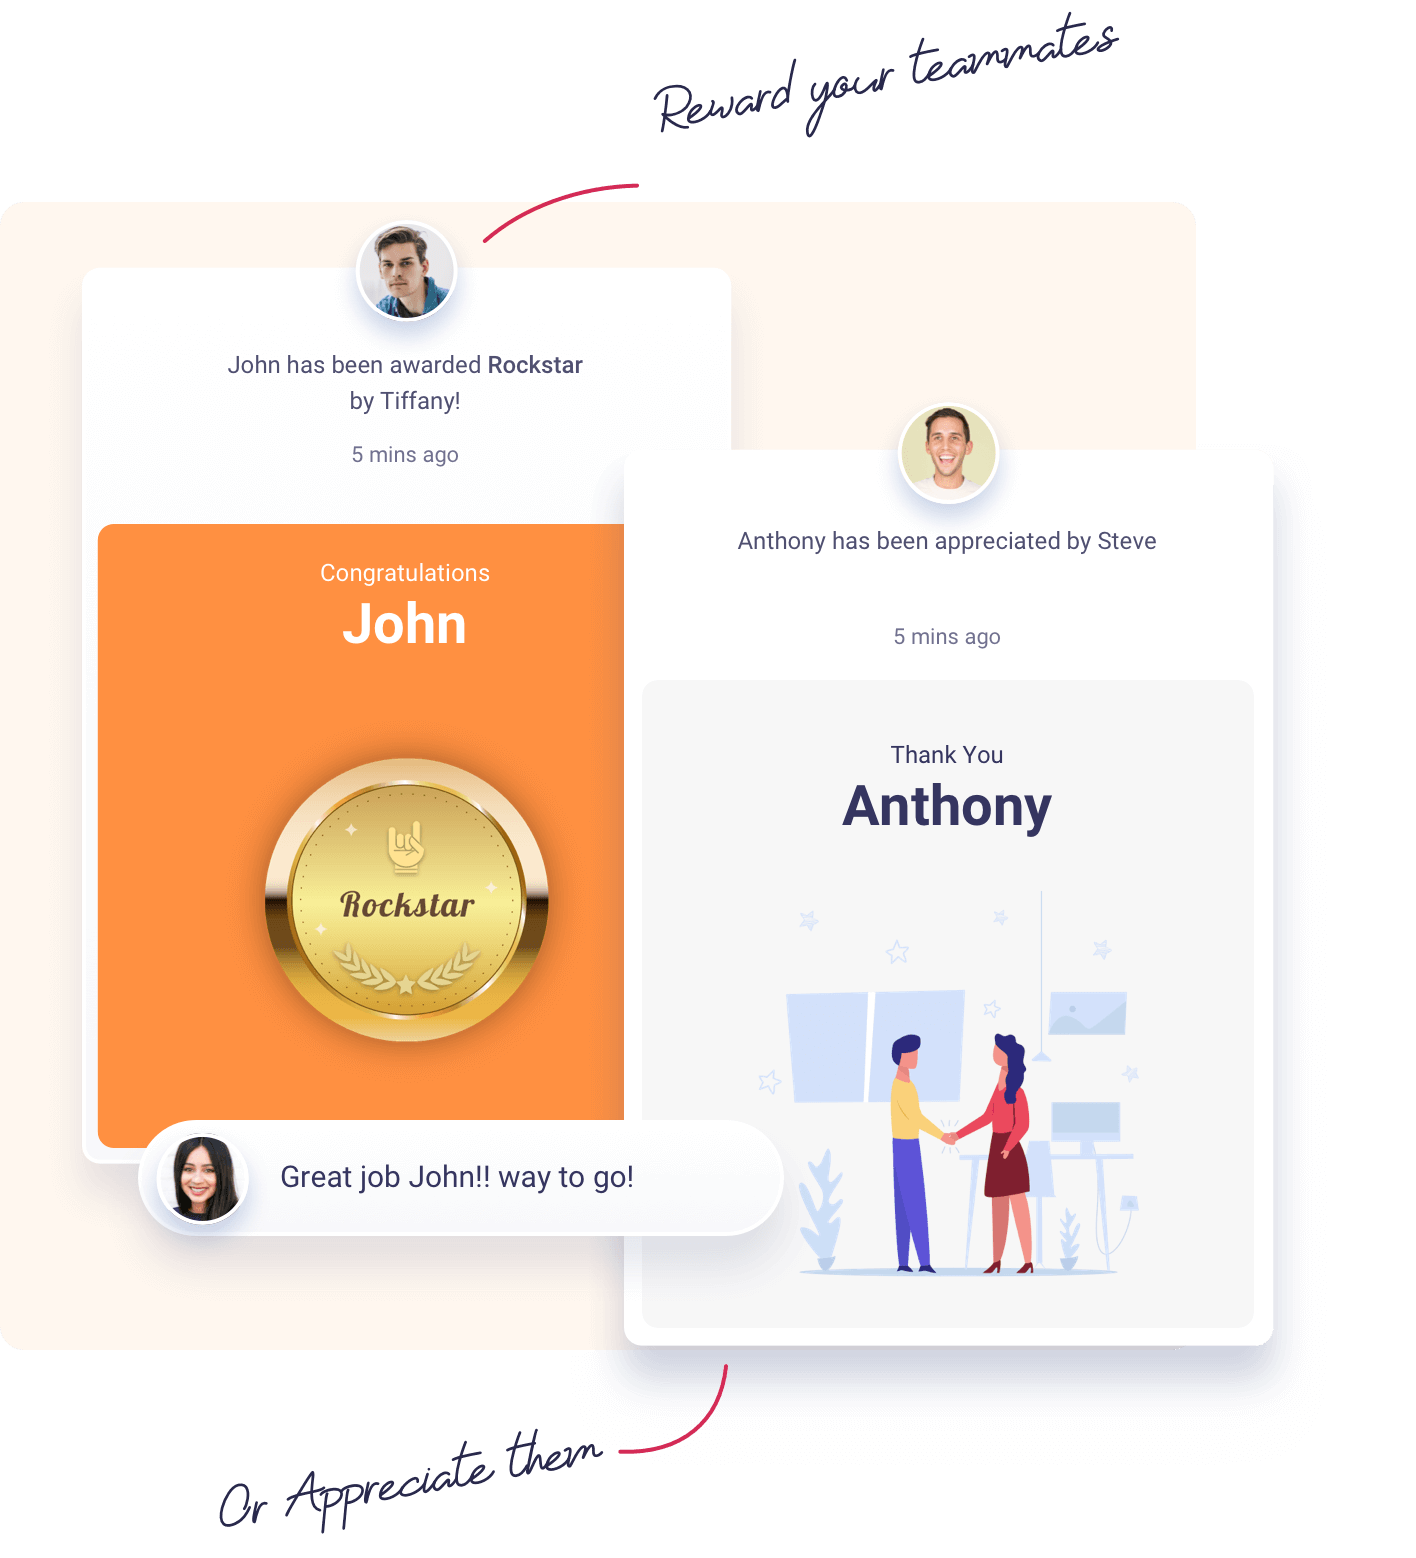 Reward your teammates
John has been awarded Rockstar
by Tiffany!
5 mins ago
Congratulations
John
Rockstar
Great job John!! way to go!
Anthony has been appreciated by Steve
5 mins ago
Thank You
Anthony
Or Appreciate them